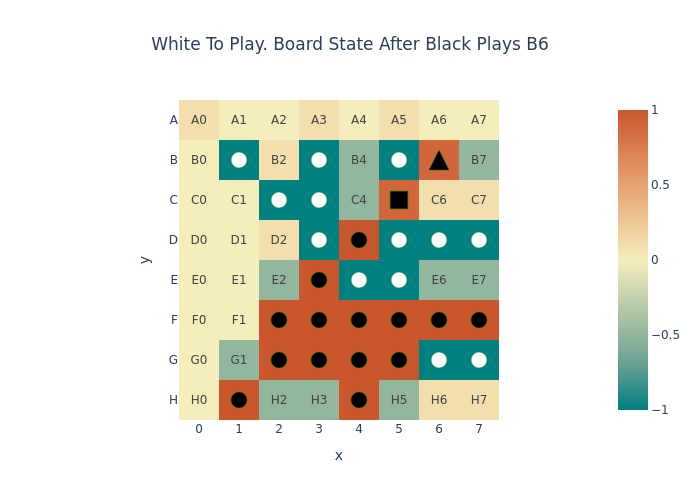 White To Play. Board State After Black Plays B6
A A0 A1 A2 A3 A4 A5 A6 A7 1
B B0 B2 B4 B7
C C0 C1 C4 C6 C7 0.5
D D0 D1 D2
y E E0 E1 E2 E6 E7 0
F F0 F1 −0.5
G G0 G1
H H0 H2 H3 H5 H6 H7 −1
0 1 2 3 4 5 6 7
x